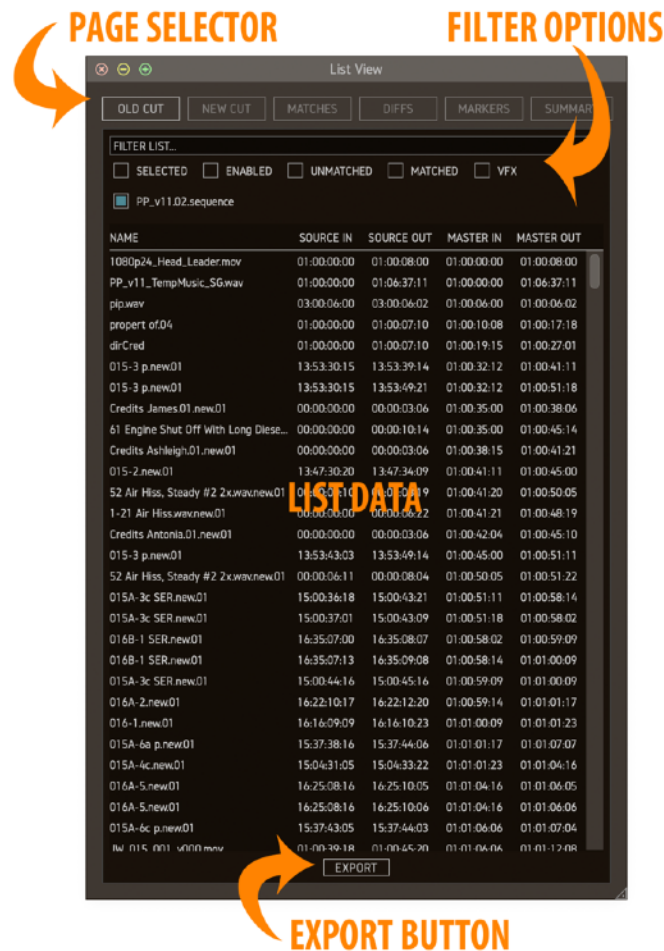 PAGE SELECTOR FILTER OPTIONS
List View
OLD CUT NEW CUT MATCHES DIFFS MARKERS SUMMAR
FILTER LIST...
SELECTED ENABLED UNMATCHED MATCHED VFX
PP_v11.02.sequence
NAME SOURCE IN SOURCE OUT MASTER IN MASTER OUT
1080p24_Head_Leader.mov 01:00:00:00 01:00:08:00 01:00:00:00 01:00:08:00
PP_v11_TempMusic_SG.wav 01:00:00:00 01:06:37:11 01:00:00:00 01:06:37:11
pip.wav 03:00:06:00 03:00:06:02 01:00:06:00 01:00:06:02
propert of.04 01:00:00:00 01:00:07:10 01:00:10:08 01:00:17:18
dirCred 01:00:00:00 01:00:07:10 01:00:19:15 01:00:27:01
015-3 p.new.01 13:53:30:15 13:53:39:14 01:00:32:12 01:00:41:11
015-3 p.new.01 13:53:30:15 13:53:49:21 01:00:32:12 01:00:51:18
Credits James.01.new.01 00:00:00:00 00:00:03:06 01:00:35:00 01:00:38:06
61 Engine Shut Off With Long Diese... 00:00:00:00 00:00:10:14 01:00:35:00 01:00:45:14
Credits Ashleigh.01.new.01 00:00:00:00 00:00:03:06 01:00:38:15 01:00:41:21
015-2.new.01 13:47:30:20 13:47:34:09 01:00:41:11 01:00:45:00
52 Air Hiss, Steady #2 2x.wav.new.01 01:00:41:20 01:00:50:05
LIST DATA
1-21 Air Hiss.wav.new.01 00:00:00:00 00:00:06:22 01:00:41:21 01:00:48:19
Credits Antonia.01.new.01 00:00:00:00 00:00:03:06 01:00:42:04 01:00:45:10
015-3 p.new.01 13:53:43:03 13:53:49:14 01:00:45:00 01:00:51:11
52 Air Hiss, Steady #2 2x.wav.new.01 00:00:06:11 00:00:08:04 01:00:50:05 01:00:51:22
015A-3c SER.new.01 15:00:36:18 15:00:43:21 01:00:51:11 01:00:58:14
015A-3c SER.new.01 15:00:37:01 15:00:43:09 01:00:51:18 01:00:58:02
016B-1 SER.new.01 16:35:07:00 16:35:08:07 01:00:58:02 01:00:59:09
016B-1 SER.new.01 16:35:07:13 16:35:09:08 01:00:58:14 01:01:00:09
015A-3c SER.new.01 15:00:44:16 15:00:45:16 01:00:59:09 01:01:00:09
016A-2.new.01 16:22:10:17 16:22:12:20 01:00:59:14 01:01:01:17
016-1.new.01 16:16:09:09 16:16:10:23 01:01:00:09 01:01:01:23
015A-6a p.new.01 15:37:38:16 15:37:44:06 01:01:01:17 01:01:07:07
015A-4c.new.01 15:04:31:05 15:04:33:22 01:01:01:23 01:01:04:16
016A-5.new.01 16:25:08:16 16:25:10:05 01:01:04:16 01:01:06:05
016A-5.new.01 16:25:08:16 16:25:10:06 01:01:04:16 01:01:06:06
015A-6c p.new.01 15:37:43:05 15:37:44:03 01:01:06:06 01:01:07:04
JW_015_001_v000.mov 01:00:39:18 01:00:45:20 01:01:06:06 01:01:12:08
EXPORT
EXPORT BUTTON